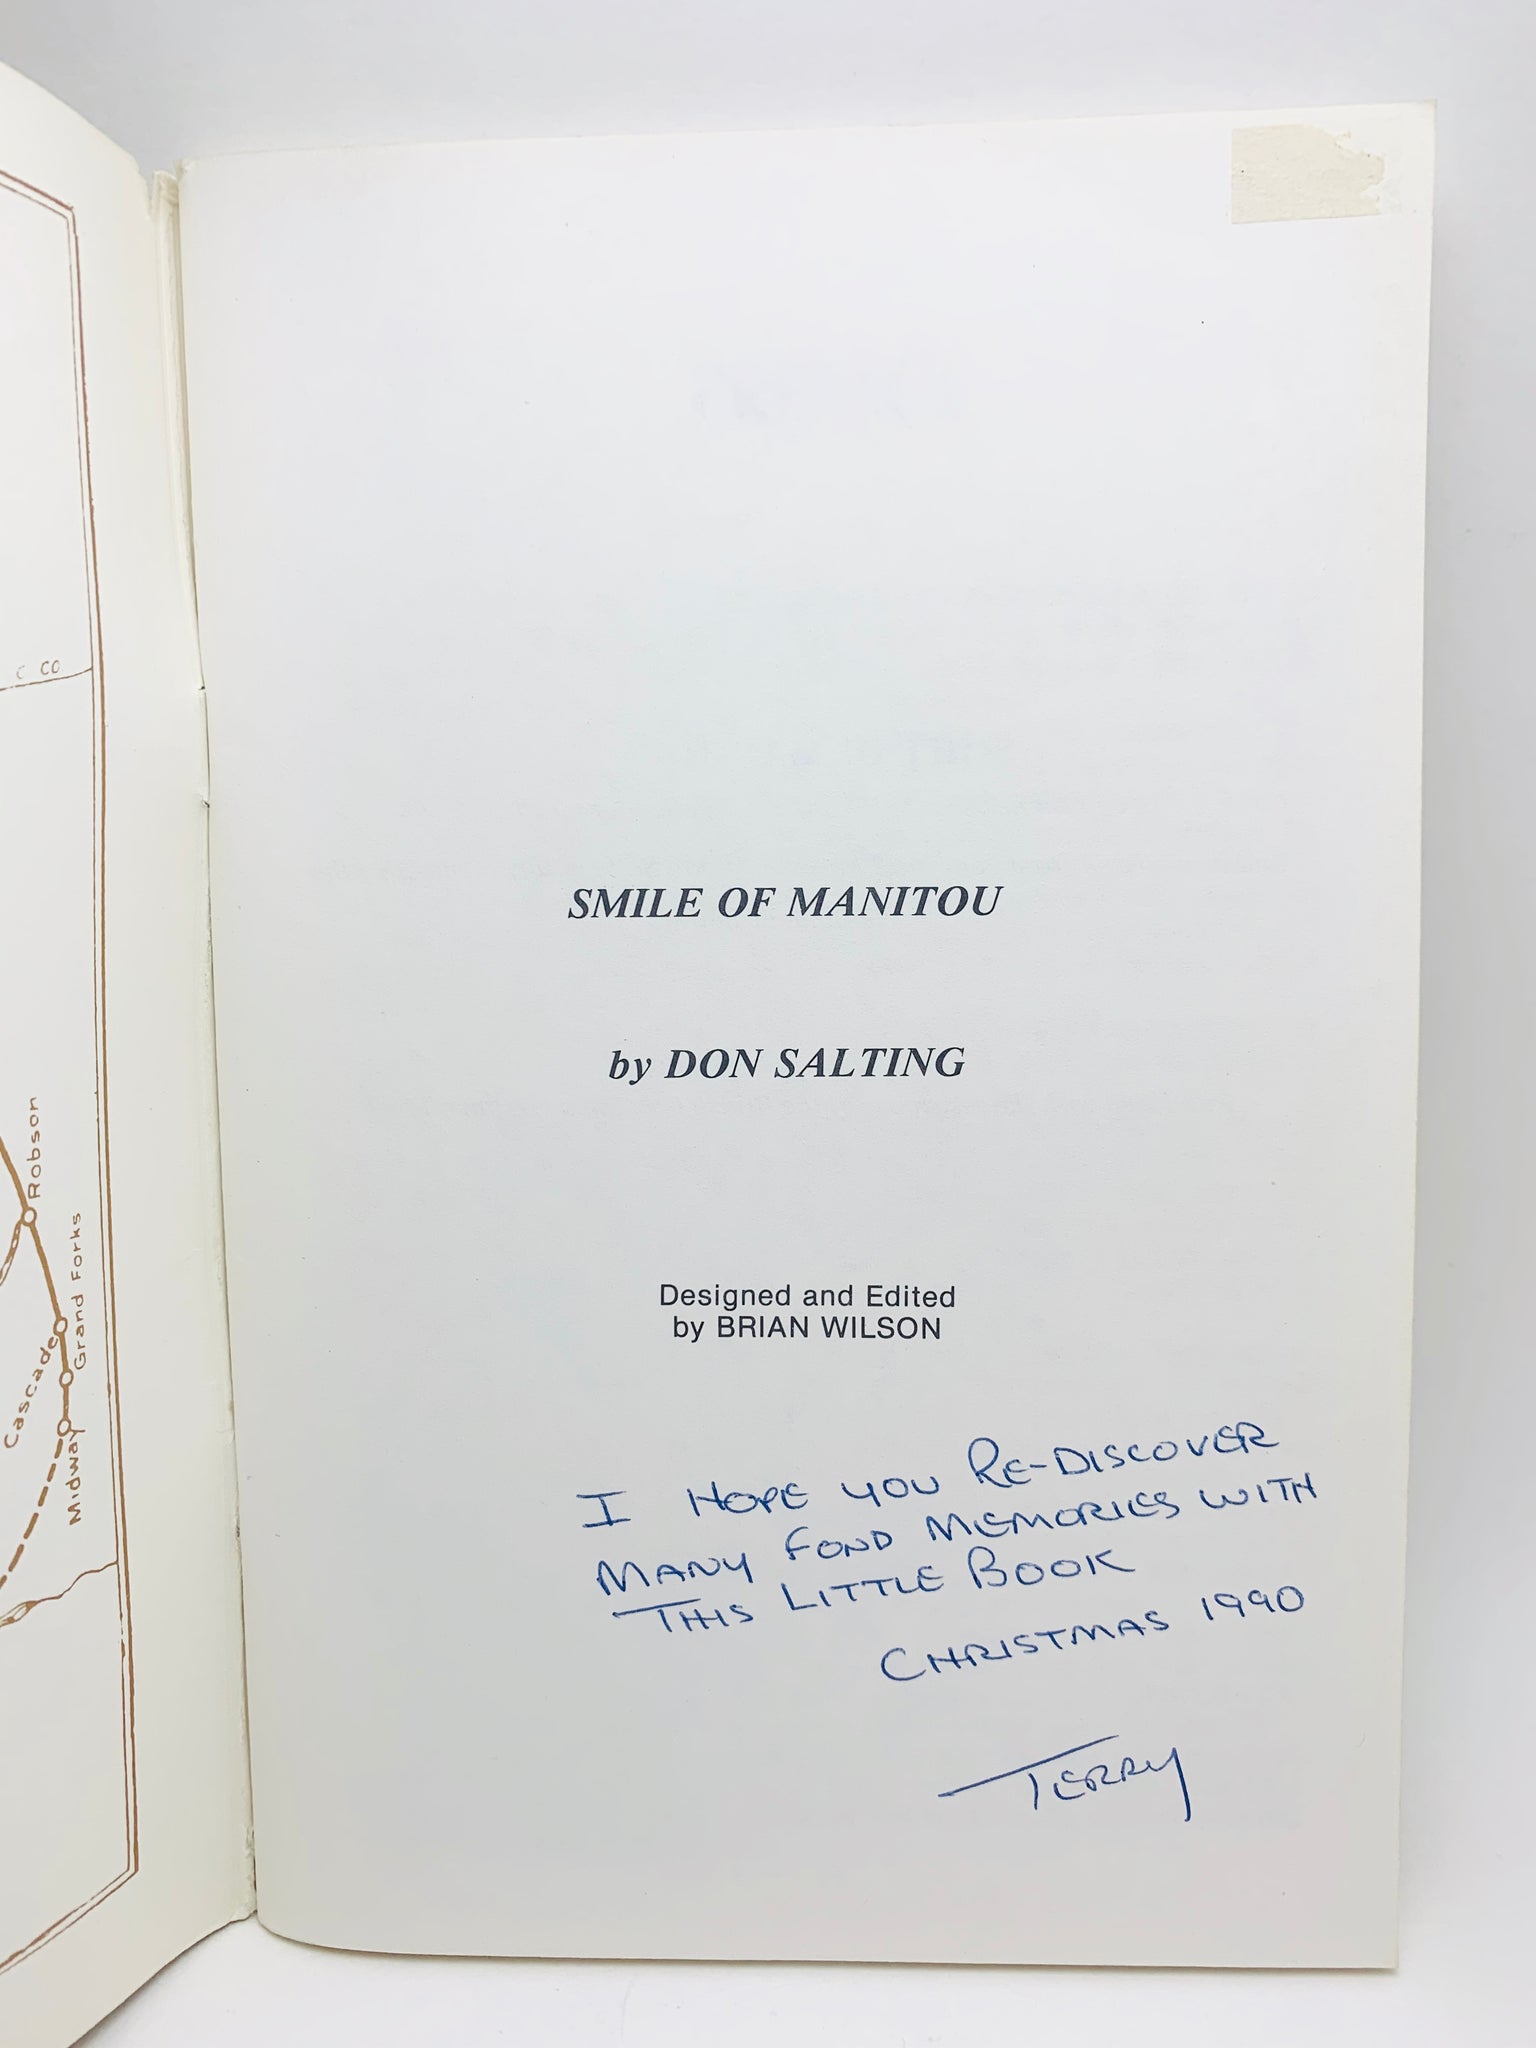 C CO
Robson
Grand Forks
Cascade
Midway
SMILE OF MANITOU
by DON SALTING
Designed and Edited
by BRIAN WILSON
I HOPE YOU RE-DISCOVER
MANY FOND MEMORIES WITH
THIS LITTLE BOOK
CHRISTMAS 1990
TERRY